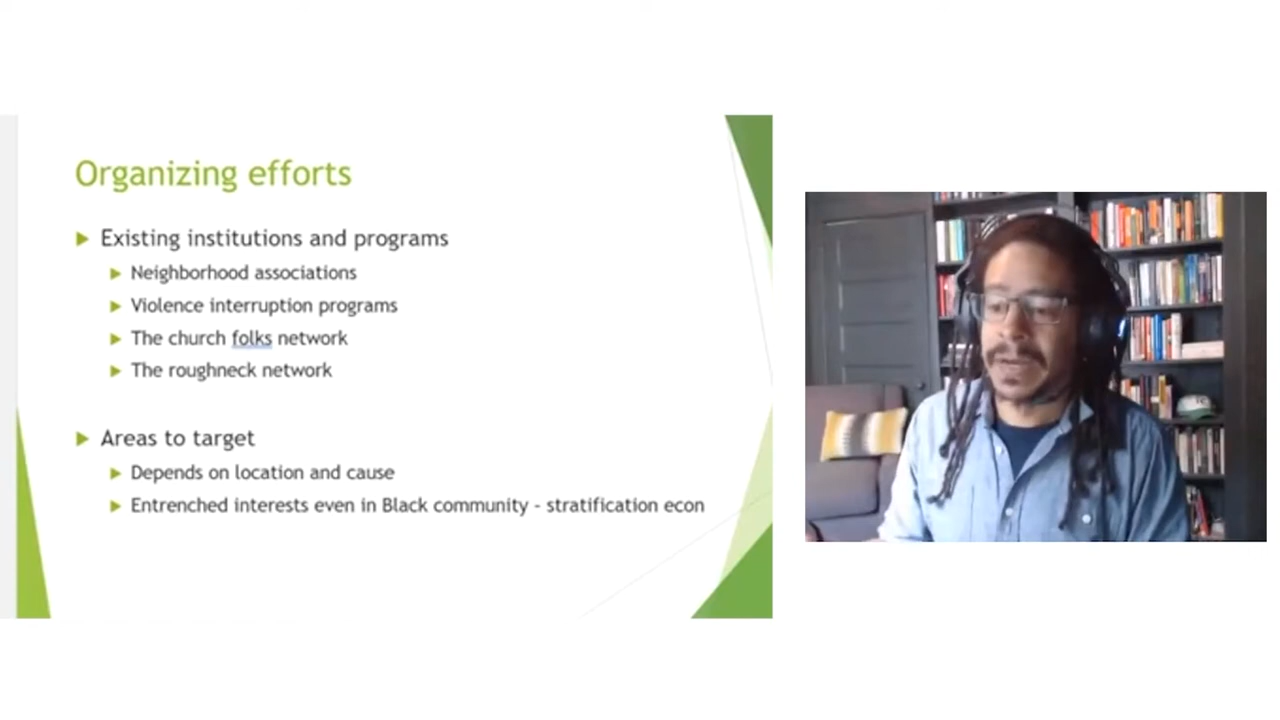 Organizing efforts
Existing institutions and programs
Neighborhood associations
Violence interruption programs
The church folks network
The roughneck network
Areas to target
Depends on location and cause
Entrenched interests even in Black community - stratification econ